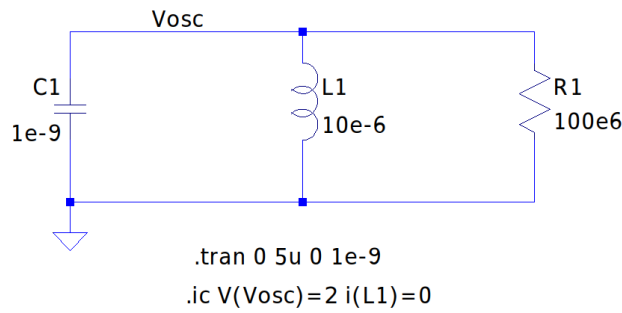 Vosc
C1
1e-9
L1
10e-6
R1
100e6
.tran 0 5u 0 1e-9
.ic V(Vosc)=2 i(L1)=0